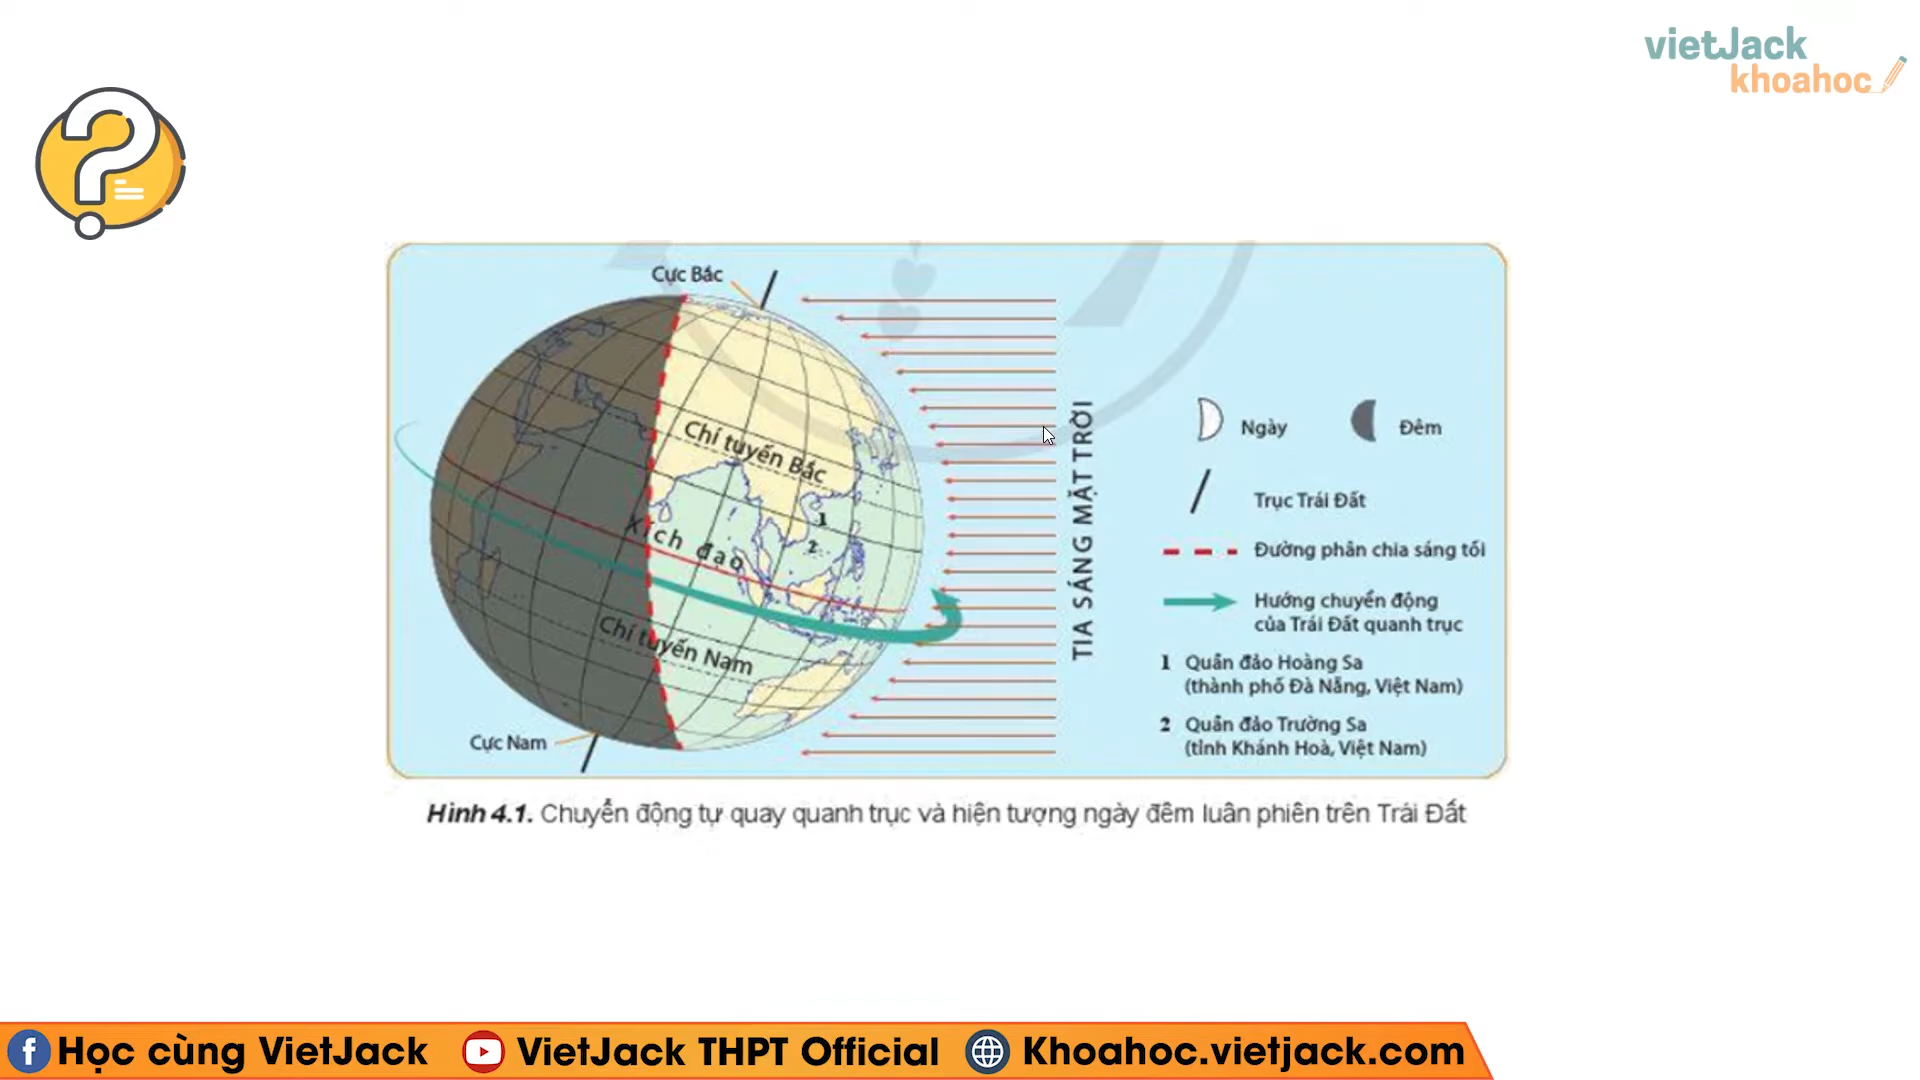 vietJack
khoahoc
Cực Bắc
Chí tuyến Bắc
1
2
Xích đạo
Chí tuyến Nam
Cực Nam
TIA SÁNG MẶT TRỜI
Ngày
Đêm
Trục Trái Đất
Đường phân chia sáng tối
Hướng chuyển động
của Trái Đất quanh trục
1 Quần đảo Hoàng Sa
(thành phố Đà Nẵng, Việt Nam)
2 Quần đảo Trường Sa
(tỉnh Khánh Hoà, Việt Nam)
Hình 4.1. Chuyển động tự quay quanh trục và hiện tượng ngày đêm luân phiên trên Trái Đất
Học cùng VietJack
VietJack THPT Official
Khoahoc.vietjack.com